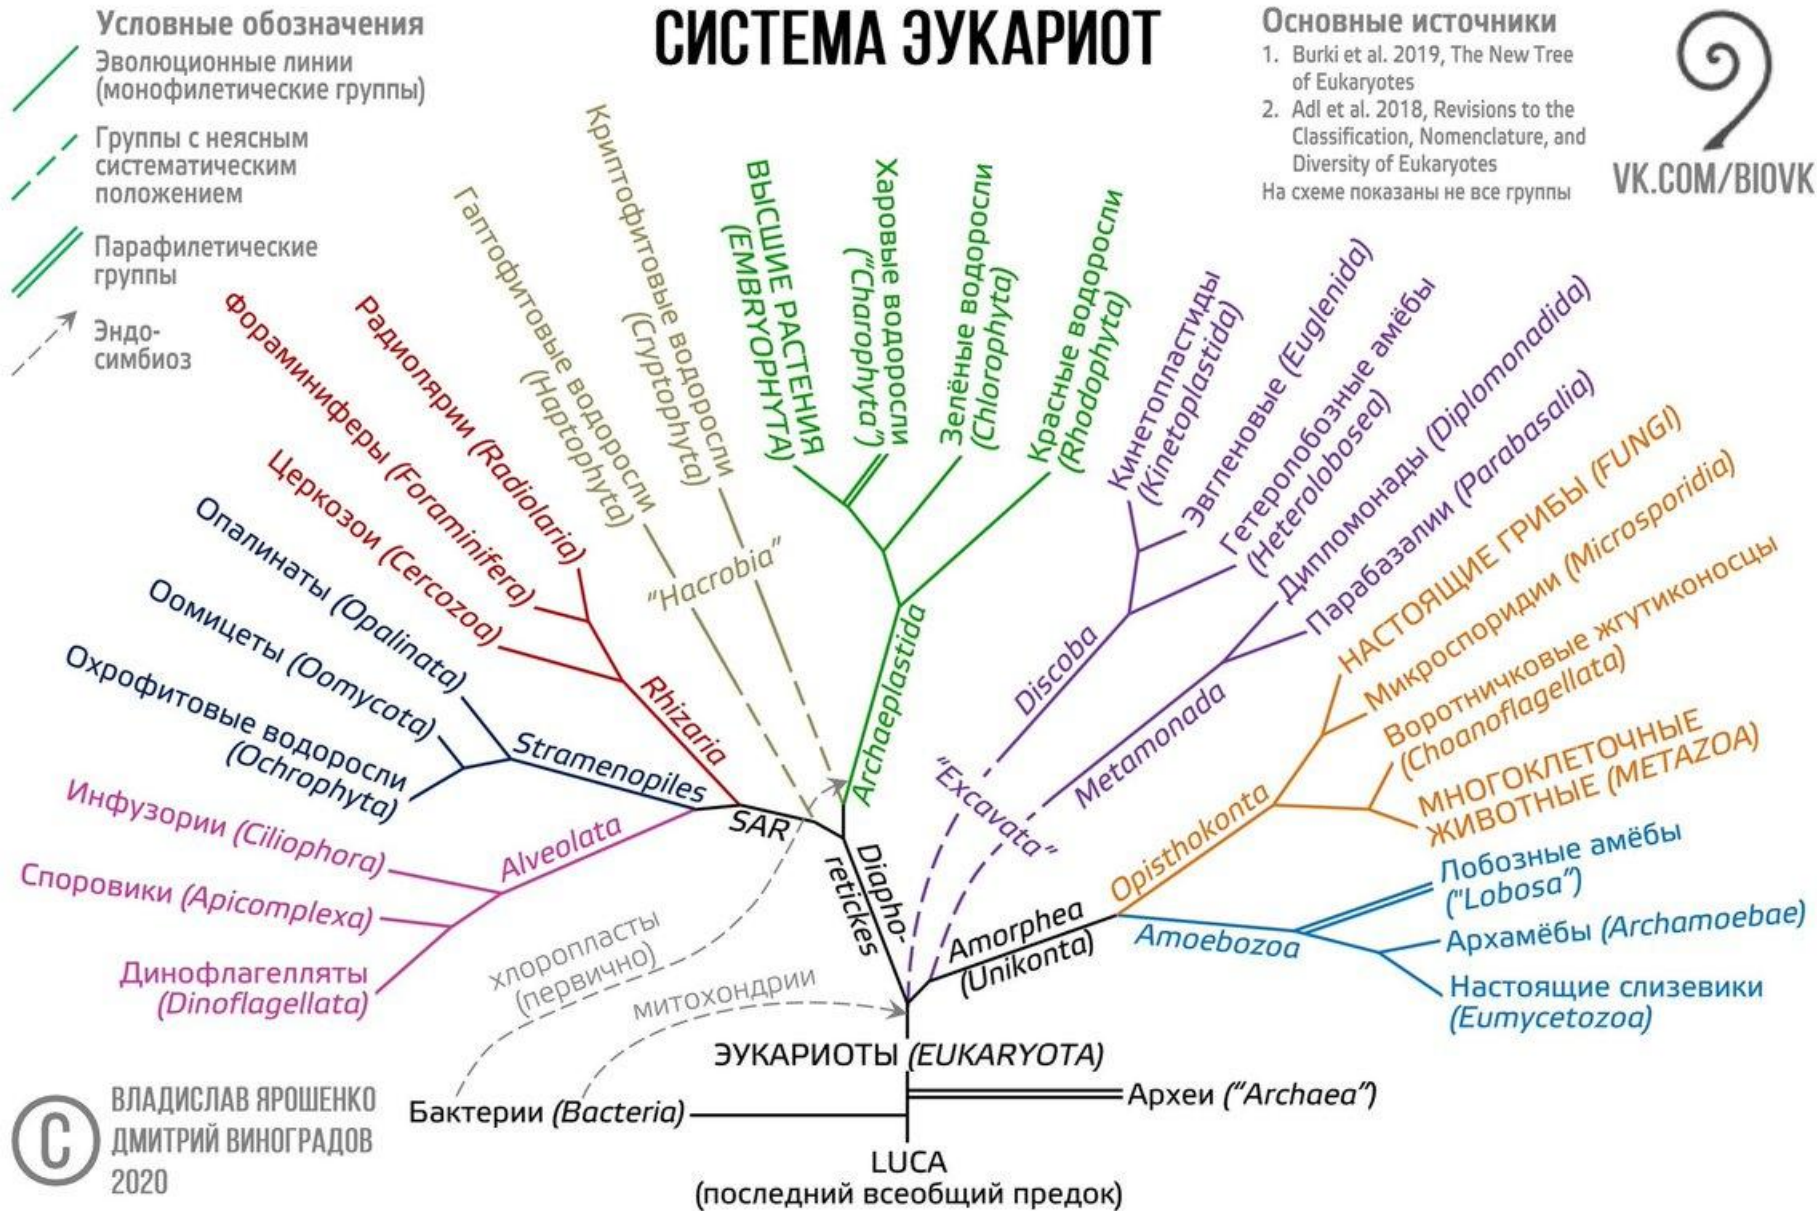 СИСТЕМА ЭУКАРИОТ
Условные обозначения
Эволюционные линии
(монофилетические группы)
Группы с неясным
систематическим
положением
Парафилетические
группы
Эндо-
симбиоз
Основные источники
1. Burki et al. 2019, The New Tree
of Eukaryotes
2. Adl et al. 2018, Revisions to the
Classification, Nomenclature, and
Diversity of Eukaryotes
На схеме показаны не все группы
VK.COM/BIOVK
Динофлагелляты
(Dinoflagellata)
Споровики (Apicomplexa)
Инфузории (Ciliophora)
Alveolata
Охрофитовые водоросли
(Ochrophyta)
Оомицеты (Oomycota)
Опалинаты (Opalinata)
Stramenopiles
Церкозои (Cercozoa)
Фораминиферы (Foraminifera)
Радиолярии (Radiolaria)
Rhizaria
SAR
Гаптофитовые водоросли
(Haptophyta)
Криптофитовые водоросли
(Cryptophyta)
"Hacrobia"
ВЫСШИЕ РАСТЕНИЯ
(EMBRYOPHYTA)
Харовые водоросли
("Charophyta")
Зелёные водоросли
(Chlorophyta)
Красные водоросли
(Rhodophyta)
Archaeplastida
Diapho-
retickes
Кинетопластиды
(Kinetoplastida)
Эвгленовые (Euglenida)
Гетеролобозные амёбы
(Heterolobosea)
Discoba
Дипломонады (Diplomonadida)
Парабазалии (Parabasalia)
Metamonada
"Excavata"
НАСТОЯЩИЕ ГРИБЫ (FUNGI)
Микроспоридии (Microsporidia)
Воротничковые жгутиконосцы
(Choanoflagellata)
МНОГОКЛЕТОЧНЫЕ
ЖИВОТНЫЕ (METAZOA)
Opisthokonta
Лобозные амёбы
("Lobosa")
Архамёбы (Archamoebae)
Настоящие слизевики
(Eumycetozoa)
Amoebozoa
Amorphea
(Unikonta)
хлоропласты
(первично)
митохондрии
ЭУКАРИОТЫ (EUKARYOTA)
Археи ("Archaea")
Бактерии (Bacteria)
LUCA
(последний всеобщий предок)
© ВЛАДИСЛАВ ЯРОШЕНКО
ДМИТРИЙ ВИНОГРАДОВ
2020